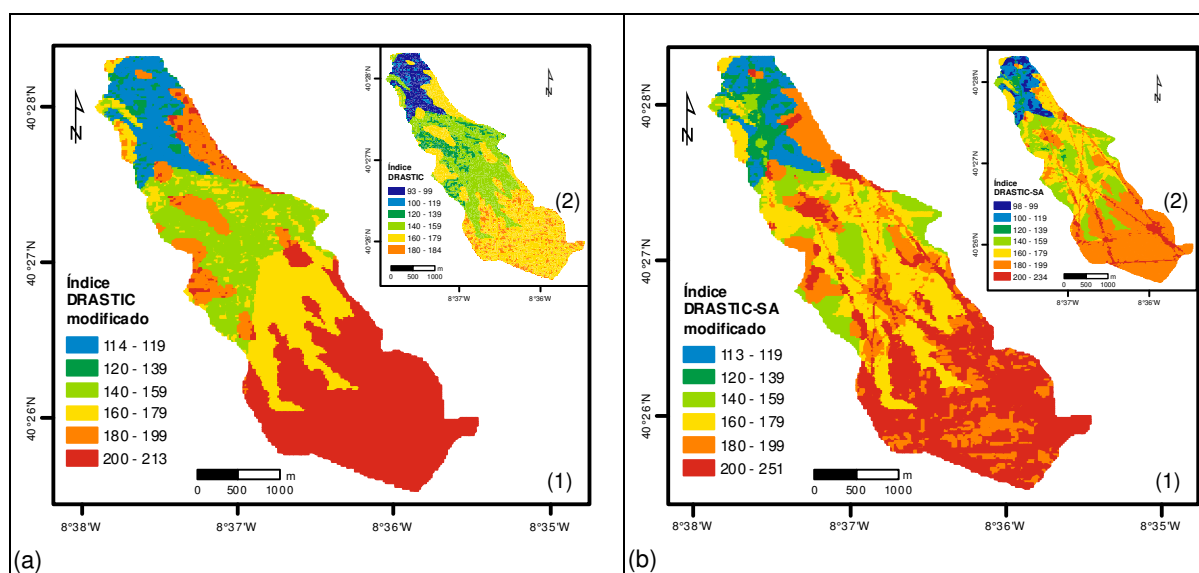 40°28'N
40°27'N
40°26'N
N
Índice
DRASTIC
modificado
114 - 119
120 - 139
140 - 159
160 - 179
180 - 199
200 - 213
0 500 1000 m
(1)
8°38'W 8°37'W 8°36'W 8°35'W
(a)
N
40°28'N
40°27'N
40°26'N
Índice
DRASTIC
93 - 99
100 - 119
120 - 139
140 - 159
160 - 179
180 - 184
0 500 1000 m
(2)
8°37'W 8°36'W
40°28'N
40°27'N
40°26'N
N
Índice
DRASTIC-SA
modificado
113 - 119
120 - 139
140 - 159
160 - 179
180 - 199
200 - 251
0 500 1000 m
(1)
8°38'W 8°37'W 8°36'W 8°35'W
(b)
N
40°28'N
40°27'N
40°26'N
Índice
DRASTIC-SA
98 - 99
100 - 119
120 - 139
140 - 159
160 - 179
180 - 199
200 - 234
0 500 1000 m
(2)
8°37'W 8°36'W